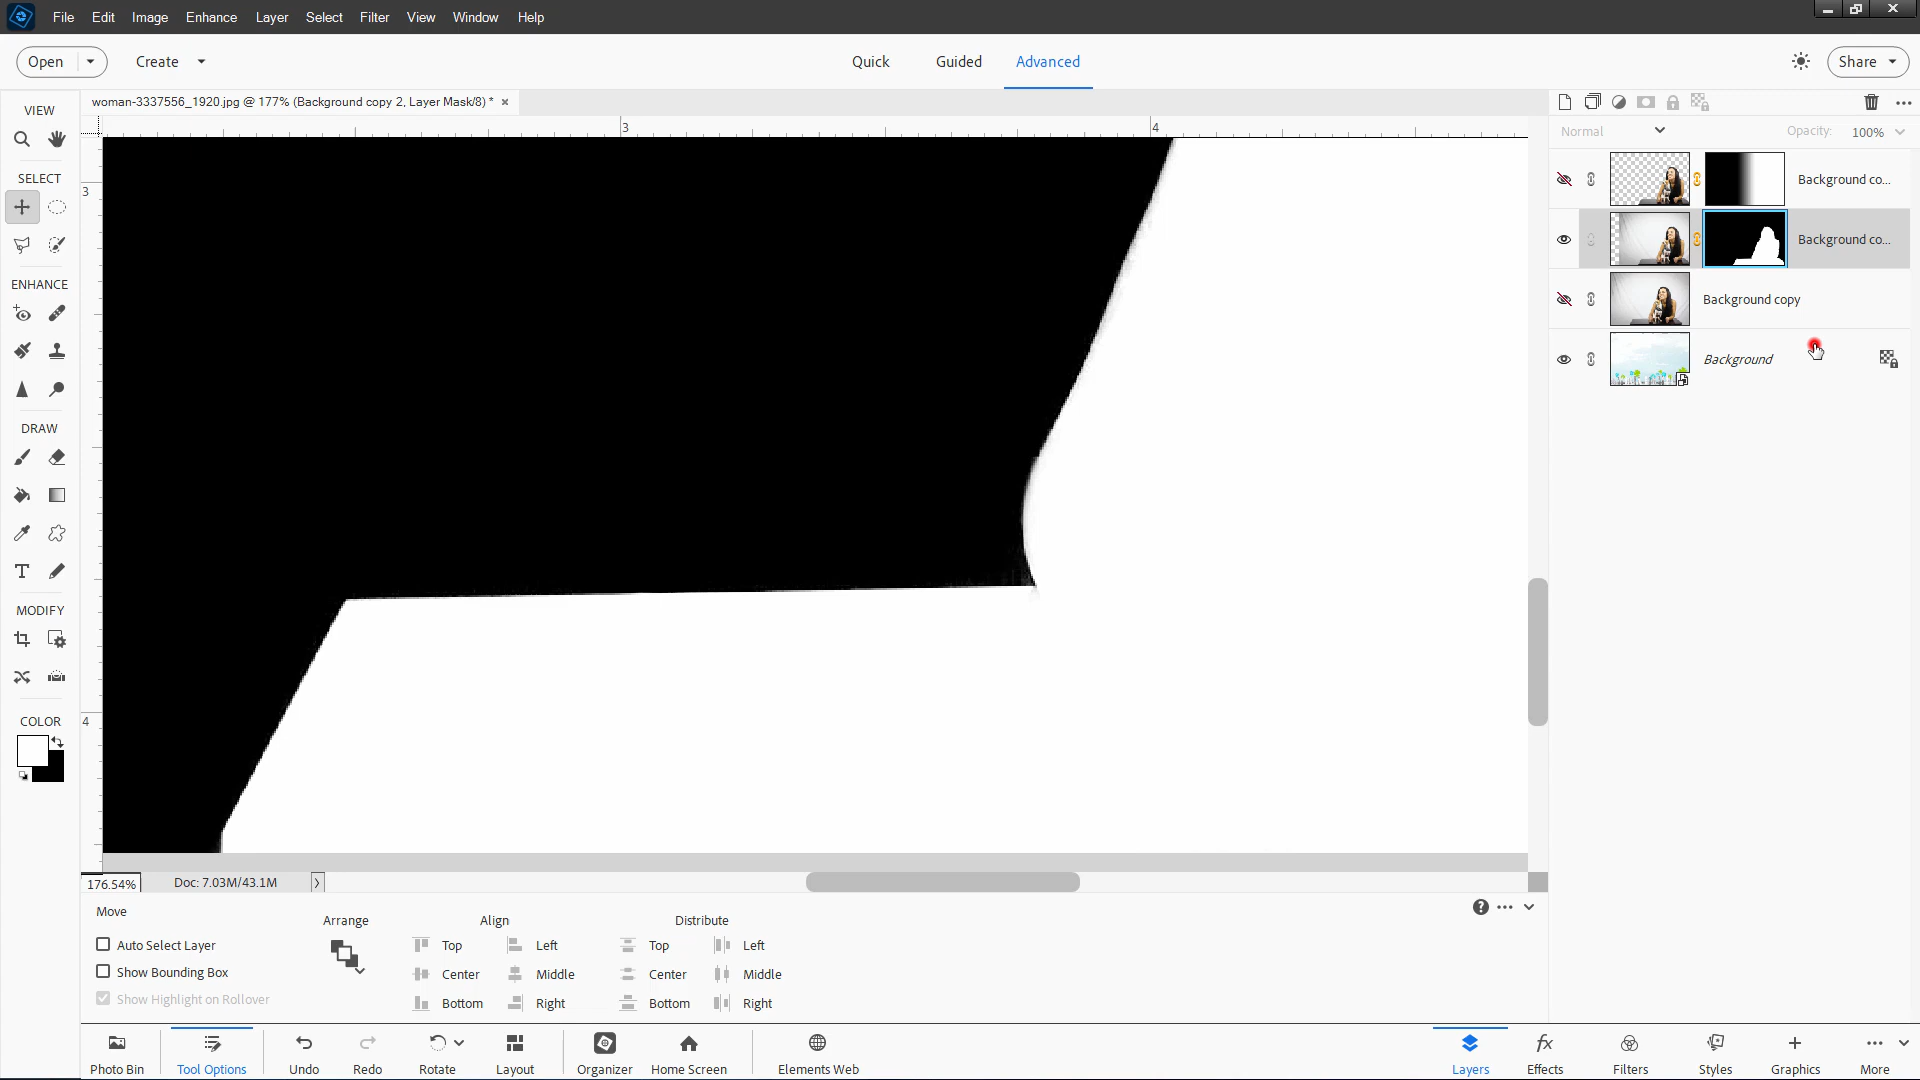 File Edit Image Enhance Layer Select Filter View Window Help
Open Create Quick Guided Advanced Share
VIEW
woman-3337556_1920.jpg @ 177% (Background copy 2, Layer Mask/8) * ×
3 4
Normal Opacity: 100%
SELECT
3
Background co...
Background co...
ENHANCE
Background copy
Background
DRAW
MODIFY
COLOR
4
176.54% Doc: 7.03M/43.1M
Move Arrange Align Distribute
Auto Select Layer Top Left Top Left
Show Bounding Box Center Middle Center Middle
Show Highlight on Rollover Bottom Right Bottom Right
Photo Bin Tool Options Undo Redo Rotate Layout Organizer Home Screen Elements Web Layers Effects Filters Styles Graphics More